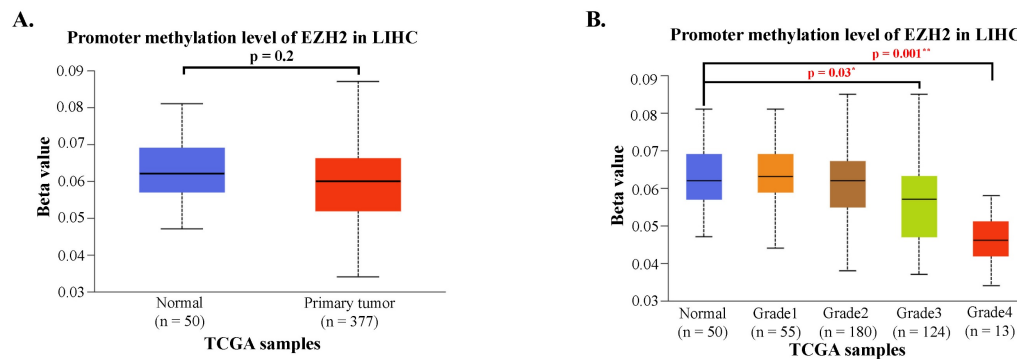 A.
Promoter methylation level of EZH2 in LIHC
p = 0.2
0.09
0.08
0.07
0.06
0.05
0.04
0.03
Beta value
Normal
(n = 50)
Primary tumor
(n = 377)
TCGA samples
B.
Promoter methylation level of EZH2 in LIHC
p = 0.001**
p = 0.03*
0.09
0.08
0.07
0.06
0.05
0.04
0.03
Beta value
Normal
(n = 50)
Grade1
(n = 55)
Grade2
(n = 180)
Grade3
(n = 124)
Grade4
(n = 13)
TCGA samples